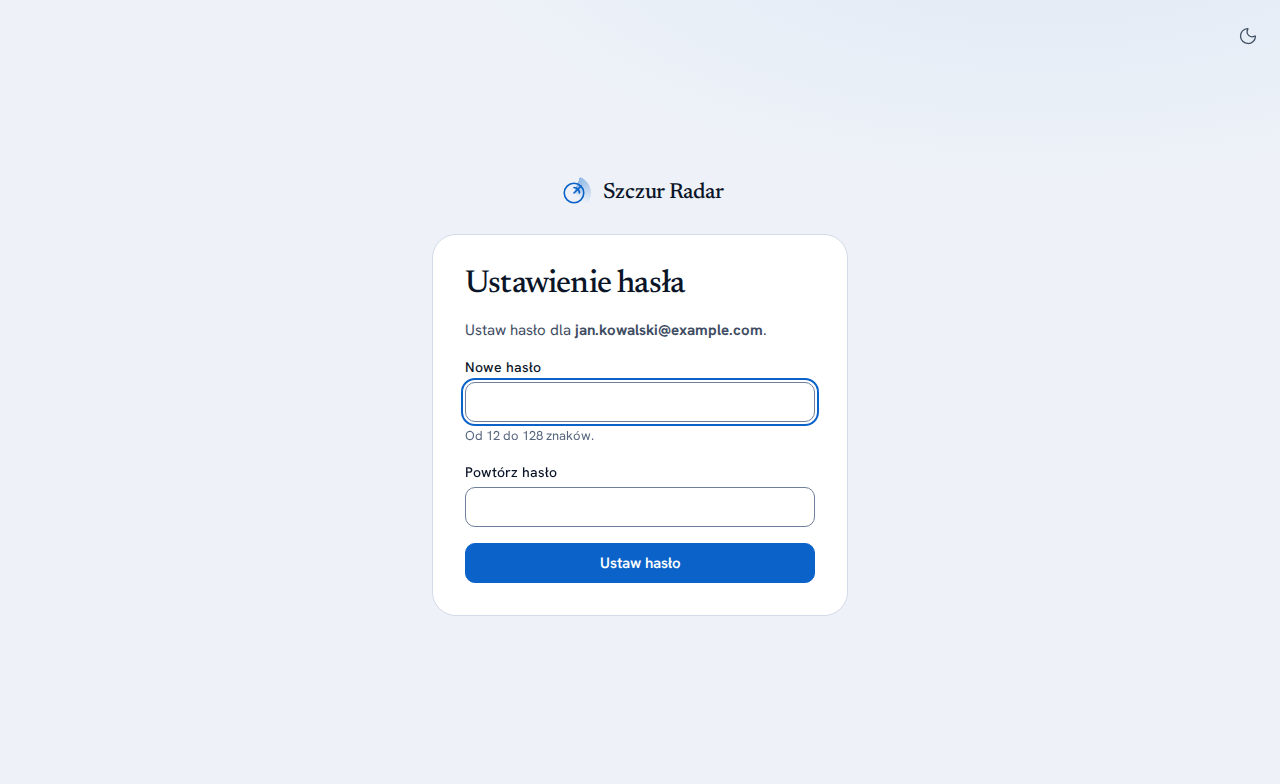 Szczur Radar
Ustawienie hasła
Ustaw hasło dla jan.kowalski@example.com.
Nowe hasło
Od 12 do 128 znaków.
Powtórz hasło
Ustaw hasło